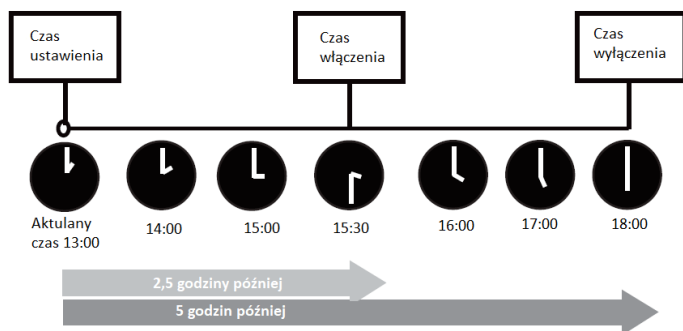 Czas
ustawienia
Czas
włączenia
Czas
wyłączenia
Aktulany
czas 13:00
14:00
15:00
15:30
16:00
17:00
18:00
2,5 godziny później
5 godzin później